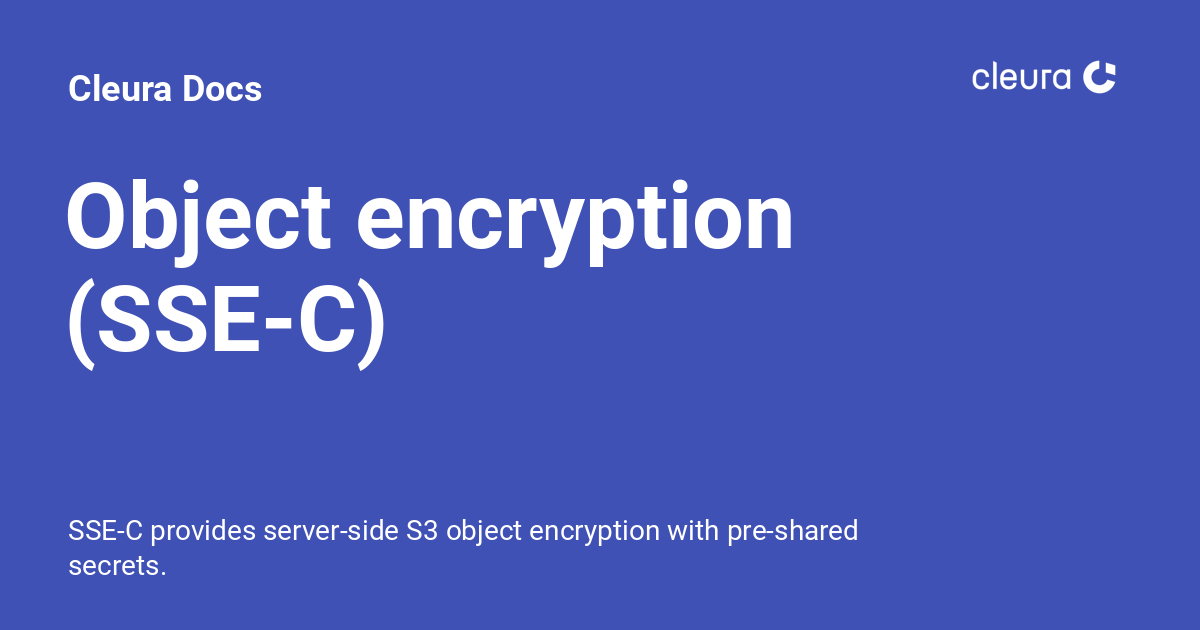 Cleura Docs
cleura
Object encryption
(SSE-C)
SSE-C provides server-side S3 object encryption with pre-shared
secrets.